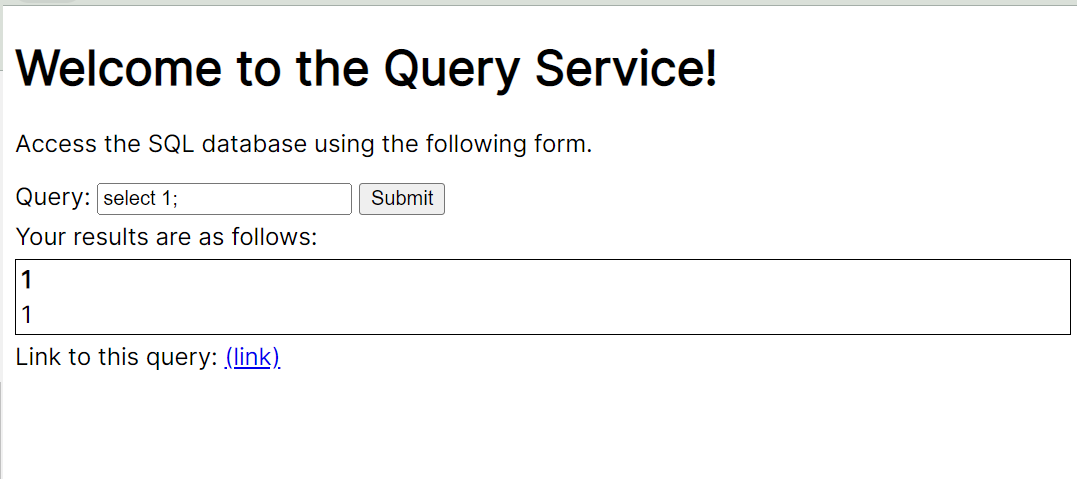 Welcome to the Query Service!
Access the SQL database using the following form.
Query: select 1; Submit
Your results are as follows:
1
1
Link to this query: (link)